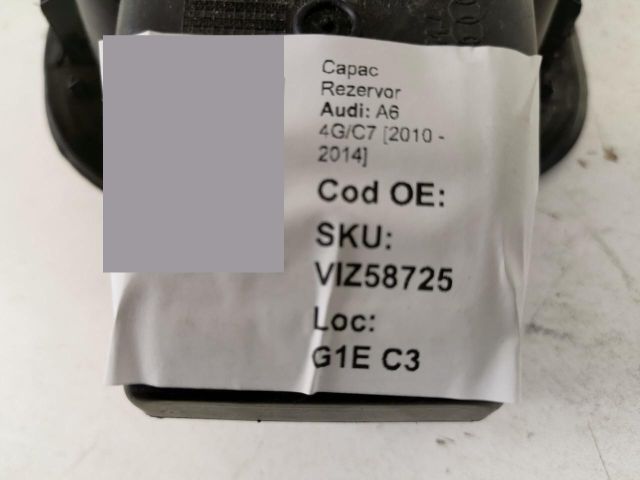 Capac
Rezervor
Audi: A6
4G/C7 [2010 -
2014]
Cod OE:
SKU:
VIZ58725
Loc:
G1E C3